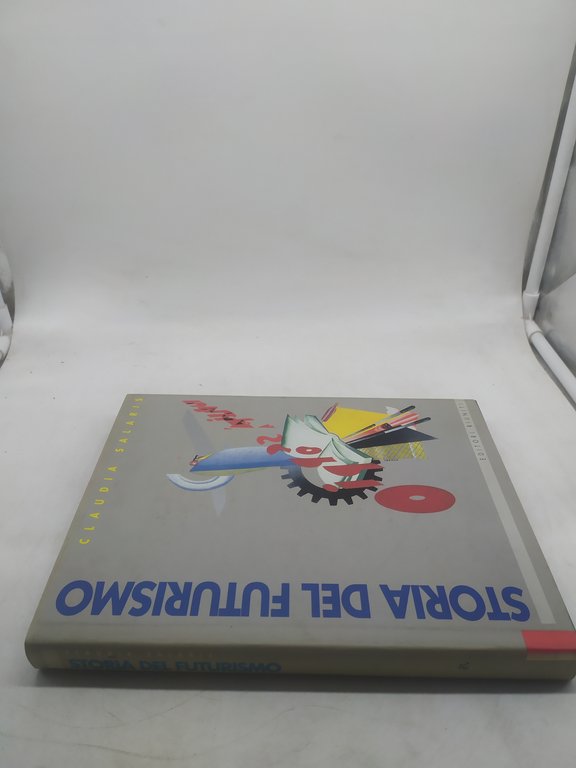 CLAUDIA SALARIS
STORIA DEL FUTURISMO
EDITORI RIUNITI
STORIA DEL FUTURISMO